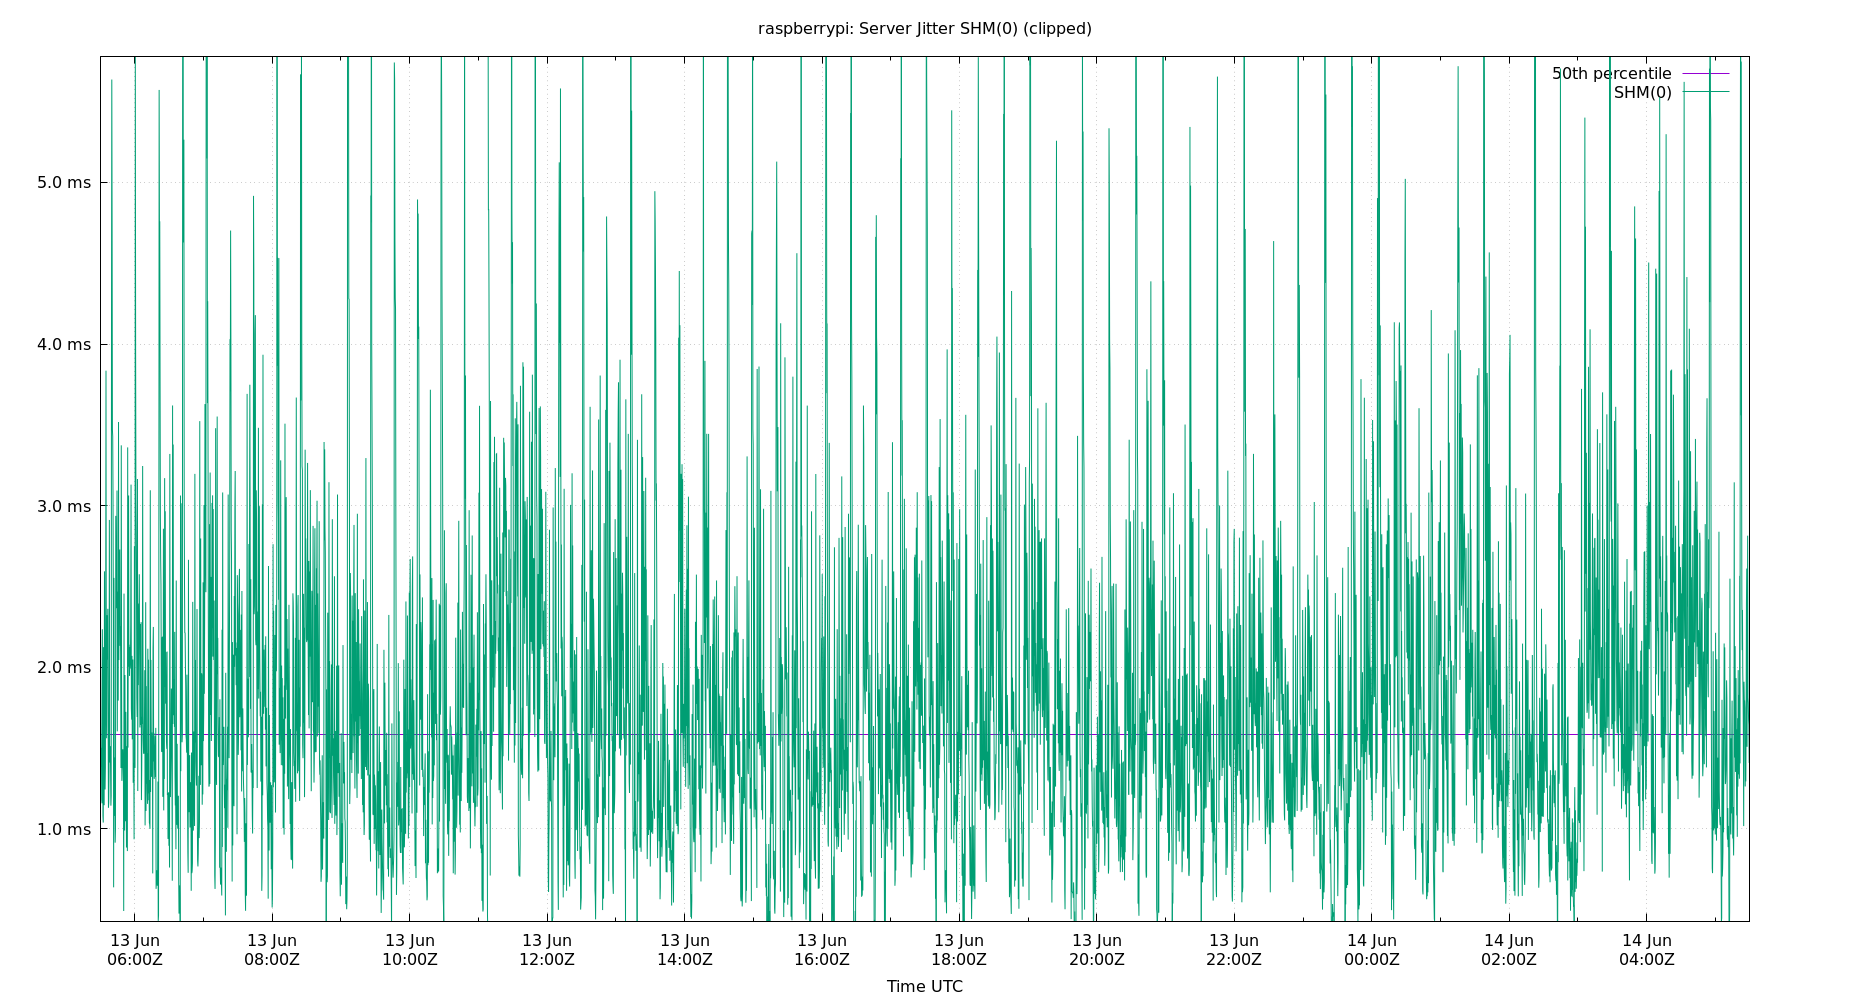 raspberrypi: Server Jitter SHM(0) (clipped)
50th percentile
SHM(0)
5.0 ms
4.0 ms
3.0 ms
2.0 ms
1.0 ms
13 Jun 13 Jun 13 Jun 13 Jun 13 Jun 13 Jun 13 Jun 13 Jun 13 Jun 14 Jun 14 Jun 14 Jun
06:00Z 08:00Z 10:00Z 12:00Z 14:00Z 16:00Z 18:00Z 20:00Z 22:00Z 00:00Z 02:00Z 04:00Z
Time UTC